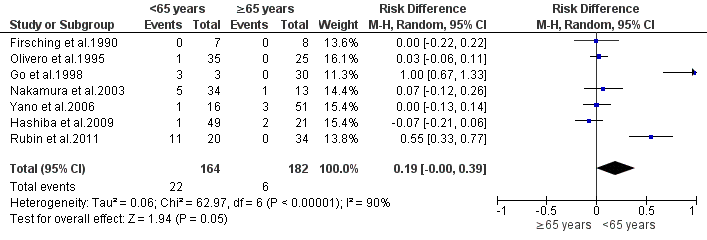 <65 years ≥65 years Risk Difference Risk Difference
Study or Subgroup Events Total Events Total Weight M-H, Random, 95% CI M-H, Random, 95% CI
Firsching et al.1990 0 7 0 8 13.6% 0.00 [-0.22, 0.22]
Olivero et al.1995 1 35 0 25 16.1% 0.03 [-0.06, 0.11]
Go et al.1998 3 3 0 30 11.0% 1.00 [0.67, 1.33]
Nakamura et al.2003 5 34 1 13 14.3% 0.07 [-0.12, 0.26]
Yano et al.2006 1 16 3 51 15.4% 0.00 [-0.13, 0.14]
Hashiba et al.2009 1 49 2 21 15.4% -0.07 [-0.21, 0.06]
Rubin et al.2011 11 20 0 34 13.8% 0.55 [0.33, 0.77]
Total (95% CI) 164 182 100.0% 0.19 [-0.00, 0.39]
Total events 22 6
Heterogeneity: Tau² = 0.06; Chi² = 62.97, df = 6 (P < 0.00001); I² = 90%
Test for overall effect: Z = 1.94 (P = 0.05)
-1 -0.5 0 0.5 1
≥65 years <65 years